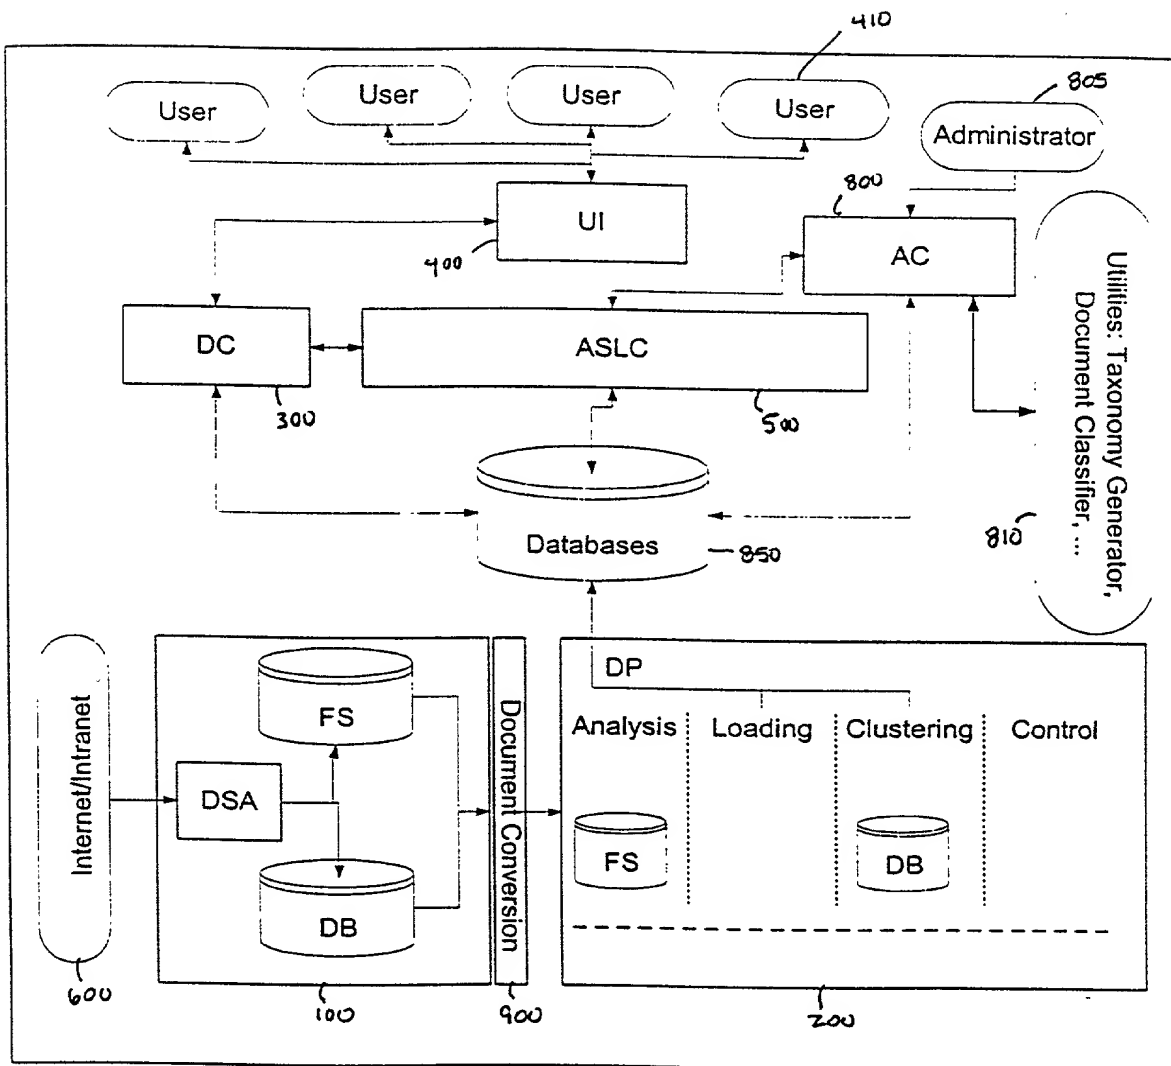 410
User
User
User
User
805
Administrator
800
UI
400
AC
Utilities: Taxonomy Generator,
Document Classifier, ...
810
DC
300
ASLC
500
Databases
850
Internet/Intranet
600
FS
DSA
DB
100
Document Conversion
900
DP
Analysis
Loading
Clustering
Control
FS
DB
200